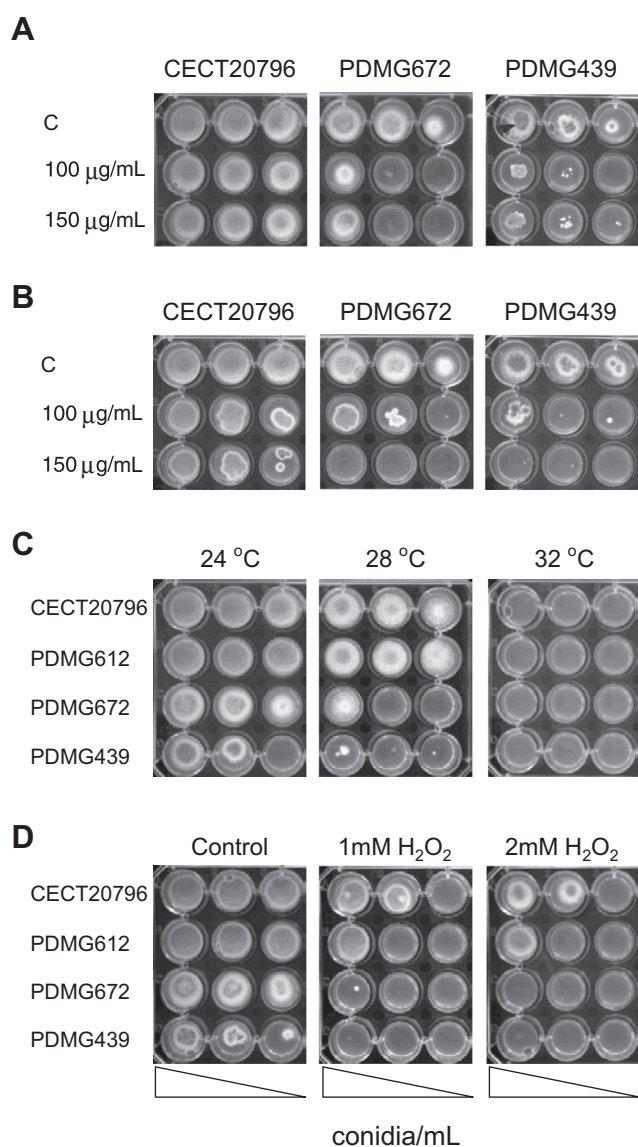 A
CECT20796 PDMG672 PDMG439
C
100 μg/mL
150 μg/mL
B
CECT20796 PDMG672 PDMG439
C
100 μg/mL
150 μg/mL
C
24 °C 28 °C 32 °C
CECT20796
PDMG612
PDMG672
PDMG439
D
Control 1mM H₂O₂ 2mM H₂O₂
CECT20796
PDMG612
PDMG672
PDMG439
conidia/mL